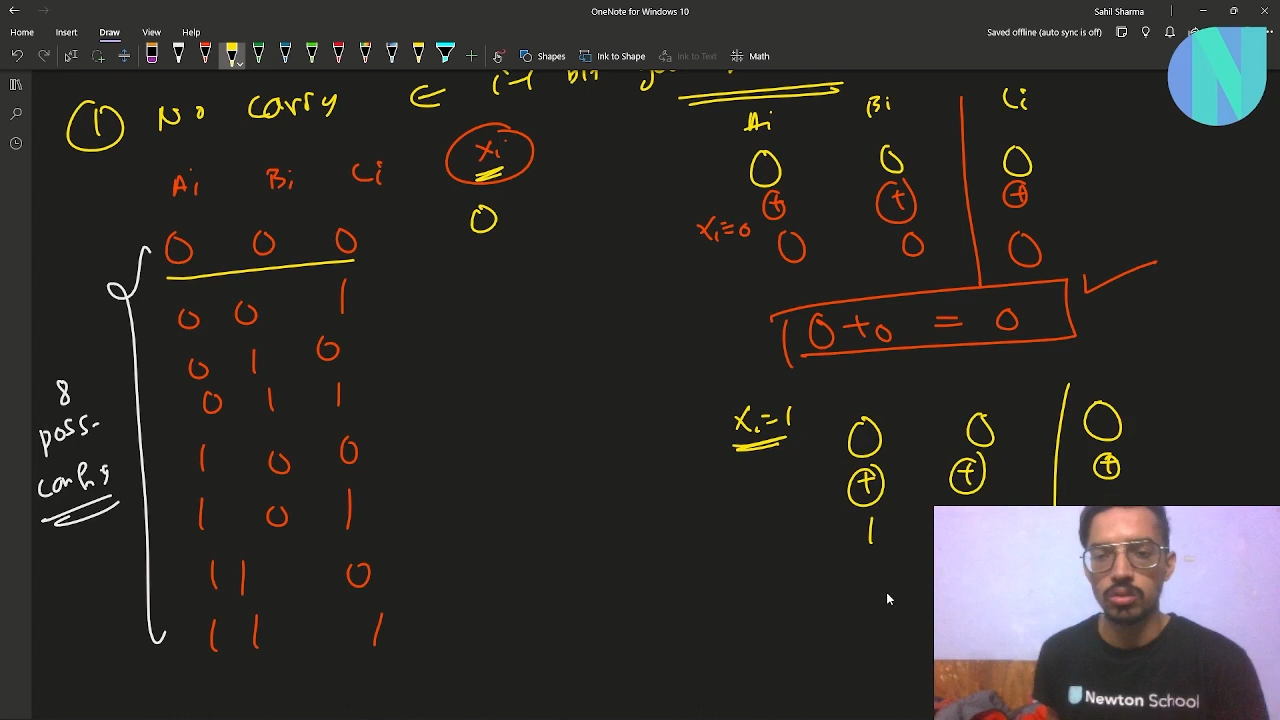 OneNote for Windows 10
Sahil Sharma
Home Insert Draw View Help
Saved offline (auto sync is off)
Shapes Ink to Shape Ink to Text Math
① No carry ∈ i-1 bit
Ai Bi Ci Xi
0 0 0 0
0 0 1
0 1 0
0 1 1
1 0 0
1 0 1
1 1 0
1 1 1
8
poss-
Ai Bi Ci
0 0 0
⊕ ⊕ ⊕
Xi=0 0 0 0
0+0 = 0
Xi=1 0 0 0
⊕ ⊕ ⊕
1
Newton School